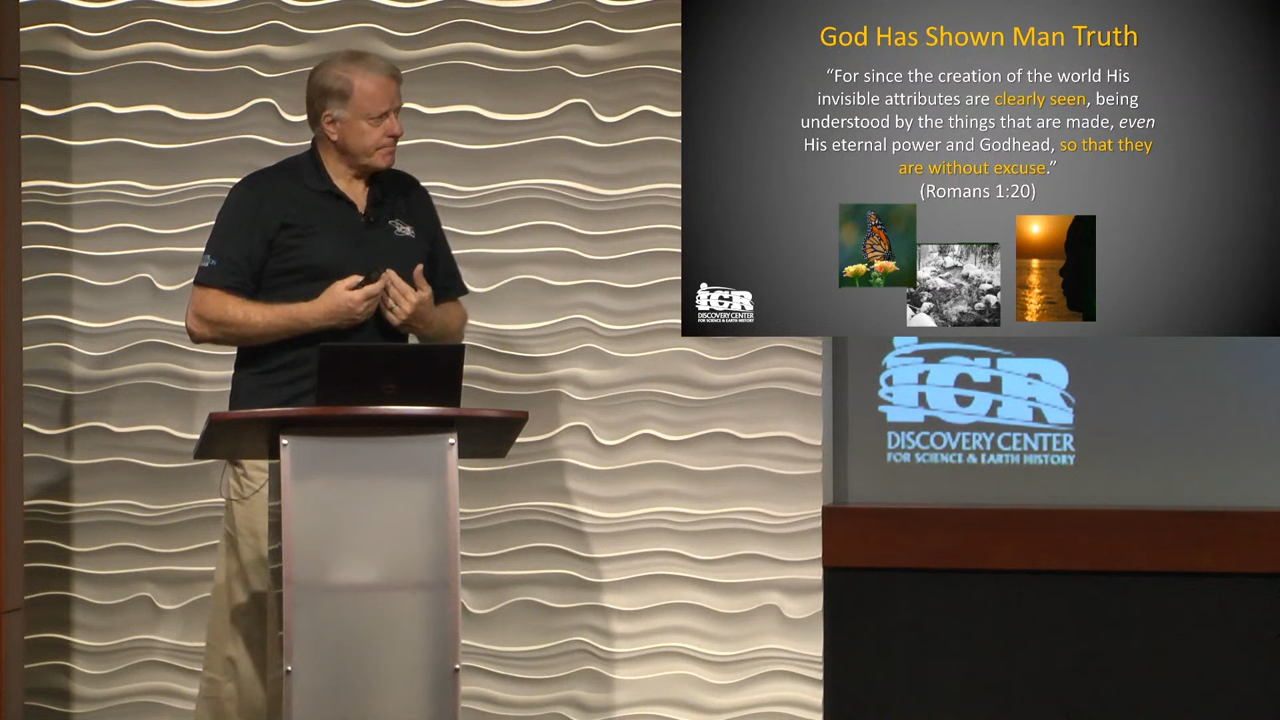 God Has Shown Man Truth
“For since the creation of the world His
invisible attributes are clearly seen, being
understood by the things that are made, even
His eternal power and Godhead, so that they
are without excuse.”
(Romans 1:20)
ICR
DISCOVERY CENTER
FOR SCIENCE & EARTH HISTORY
ICR
DISCOVERY CENTER
FOR SCIENCE & EARTH HISTORY